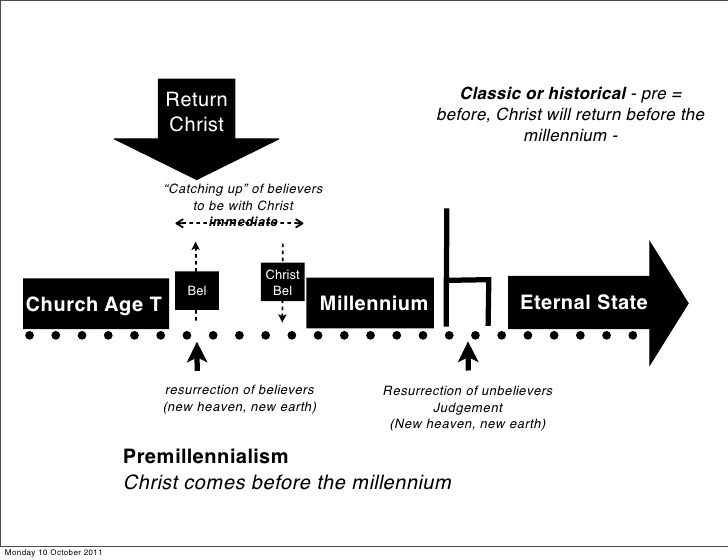 Return
Christ
Classic or historical - pre =
before, Christ will return before the
millennium -
“Catching up” of believers
to be with Christ
immediate
Church Age T
Bel
Christ
Bel
Millennium
Eternal State
resurrection of believers
(new heaven, new earth)
Resurrection of unbelievers
Judgement
(New heaven, new earth)
Premillennialism
Christ comes before the millennium
Monday 10 October 2011